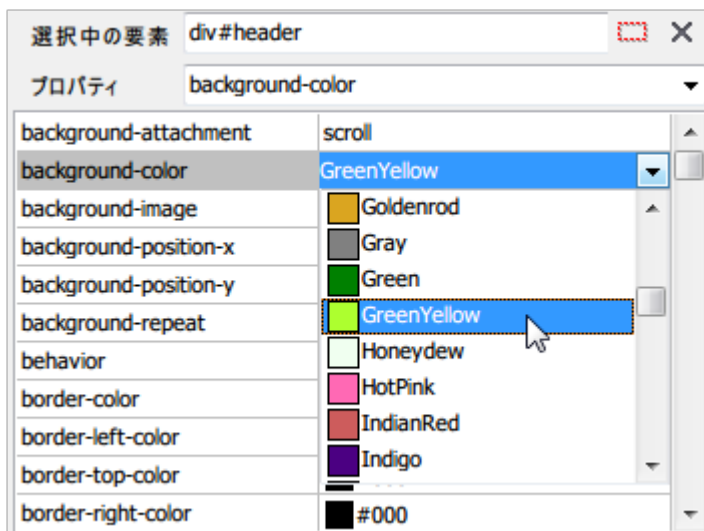 選択中の要素 div#header
プロパティ background-color
background-attachment scroll
background-color GreenYellow
background-image Goldenrod
background-position-x Gray
background-position-y Green
background-repeat GreenYellow
behavior Honeydew
border-color HotPink
border-left-color IndianRed
border-top-color Indigo
border-right-color #000